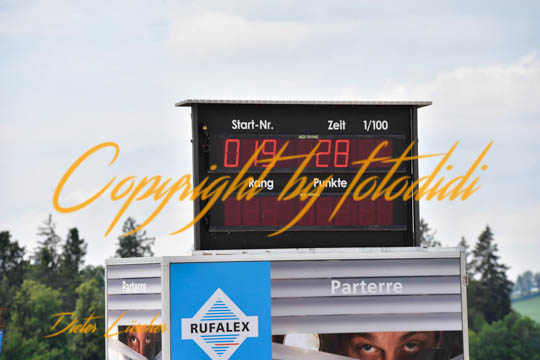 Start-Nr. Zeit 1/100
019 28
Rang Punkte
Copyright by fotodidi
Parterre
Parterre
RUFALEX